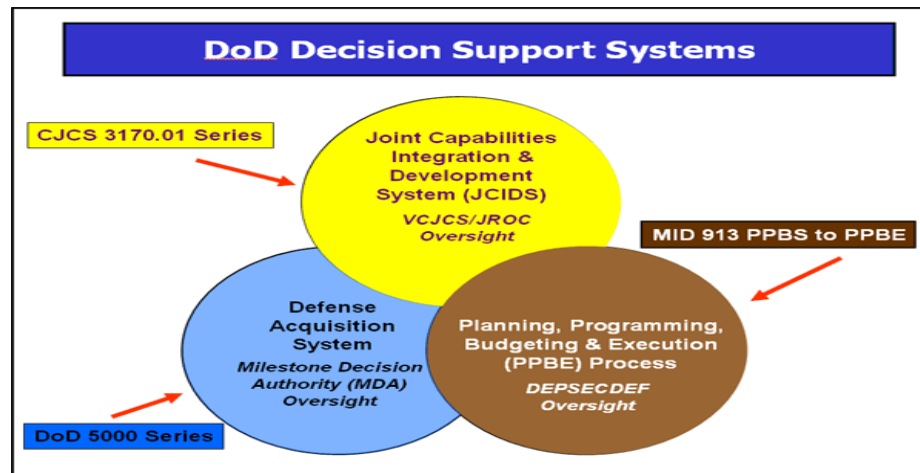 DoD Decision Support Systems
CJCS 3170.01 Series
Joint Capabilities
Integration &
Development
System (JCIDS)
VCJCS/JROC
Oversight
MID 913 PPBS to PPBE
Defense
Acquisition
System
Milestone Decision
Authority (MDA)
Oversight
Planning, Programming,
Budgeting & Execution
(PPBE) Process
DEPSECDEF
Oversight
DoD 5000 Series